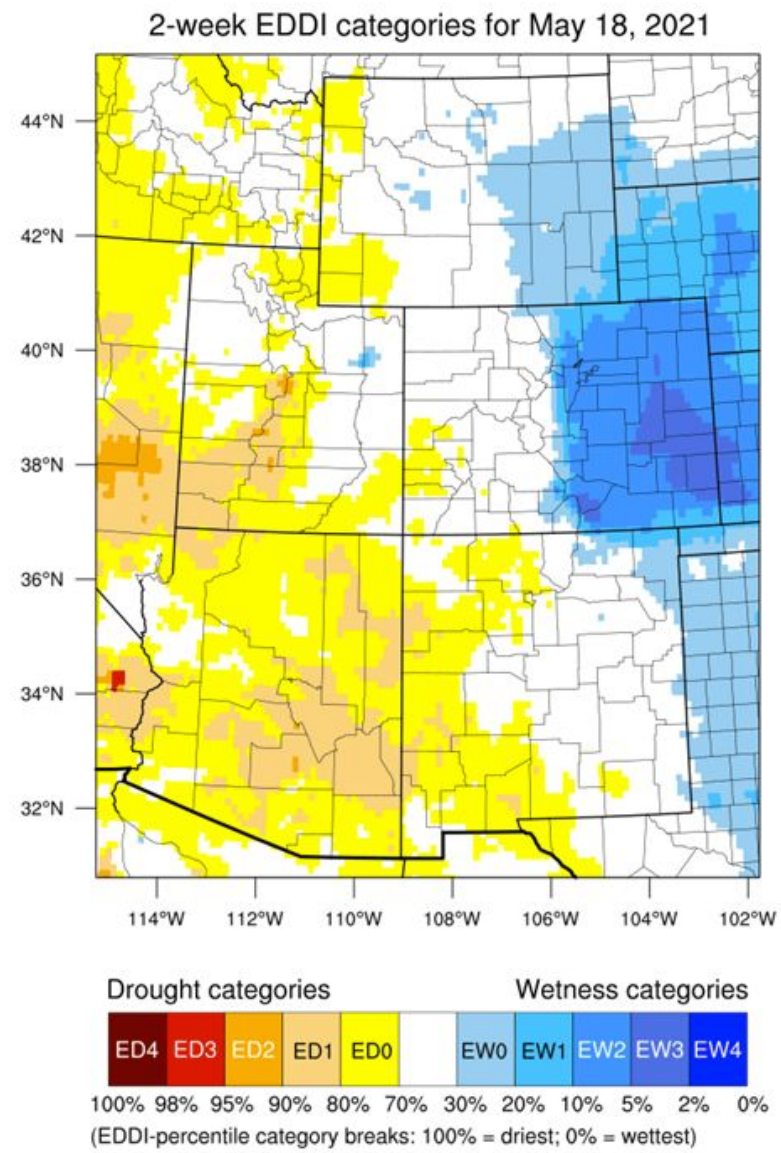 2-week EDDI categories for May 18, 2021
44°N
42°N
40°N
38°N
36°N
34°N
32°N
114°W 112°W 110°W 108°W 106°W 104°W 102°W
Drought categories Wetness categories
ED4 ED3 ED2 ED1 ED0 EW0 EW1 EW2 EW3 EW4
100% 98% 95% 90% 80% 70% 30% 20% 10% 5% 2% 0%
(EDDI-percentile category breaks: 100% = driest; 0% = wettest)